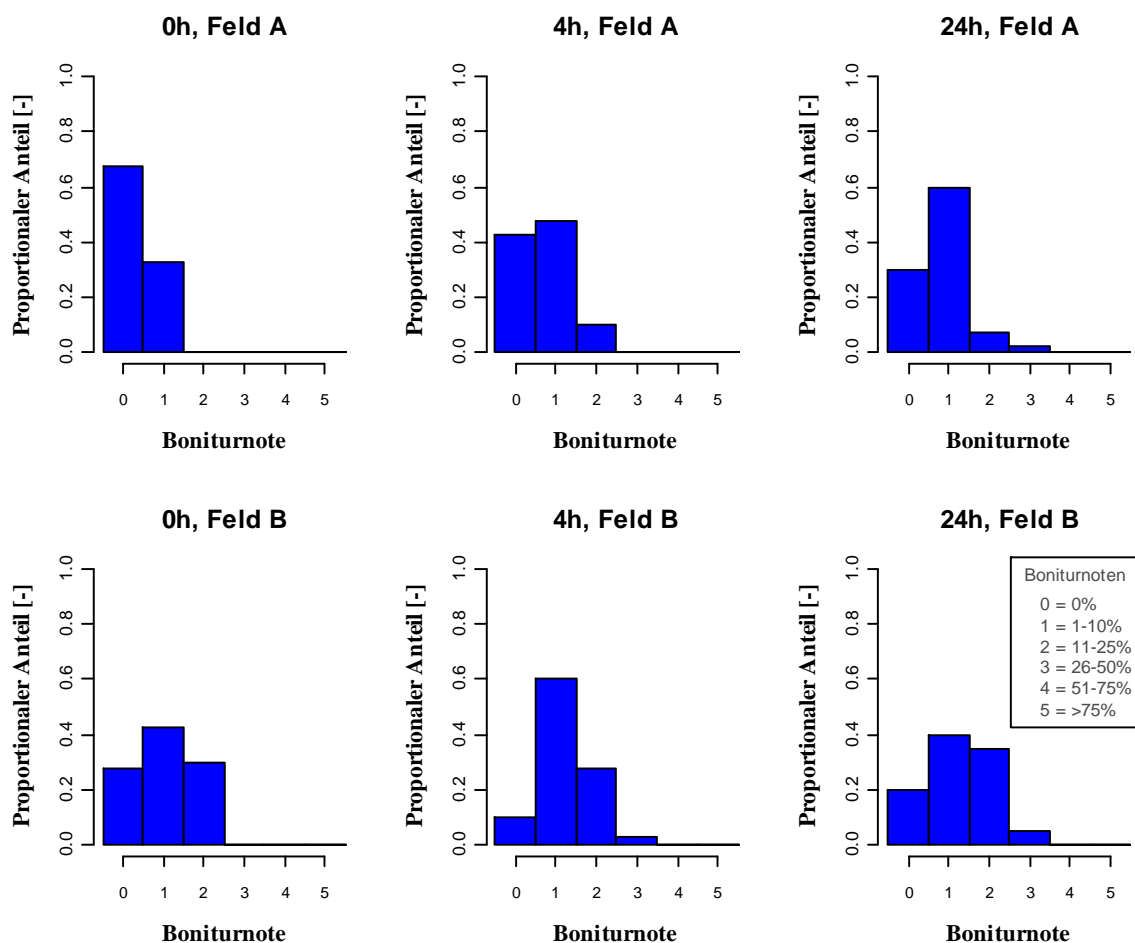 0h, Feld A
Proportionaler Anteil [-]
1.0
0.8
0.6
0.4
0.2
0.0
0 1 2 3 4 5
Boniturnote
4h, Feld A
Proportionaler Anteil [-]
1.0
0.8
0.6
0.4
0.2
0.0
0 1 2 3 4 5
Boniturnote
24h, Feld A
Proportionaler Anteil [-]
1.0
0.8
0.6
0.4
0.2
0.0
0 1 2 3 4 5
Boniturnote
0h, Feld B
Proportionaler Anteil [-]
1.0
0.8
0.6
0.4
0.2
0.0
0 1 2 3 4 5
Boniturnote
4h, Feld B
Proportionaler Anteil [-]
1.0
0.8
0.6
0.4
0.2
0.0
0 1 2 3 4 5
Boniturnote
24h, Feld B
Proportionaler Anteil [-]
1.0
0.8
0.6
0.4
0.2
0.0
0 1 2 3 4 5
Boniturnote
Boniturnoten
0 = 0%
1 = 1-10%
2 = 11-25%
3 = 26-50%
4 = 51-75%
5 = >75%